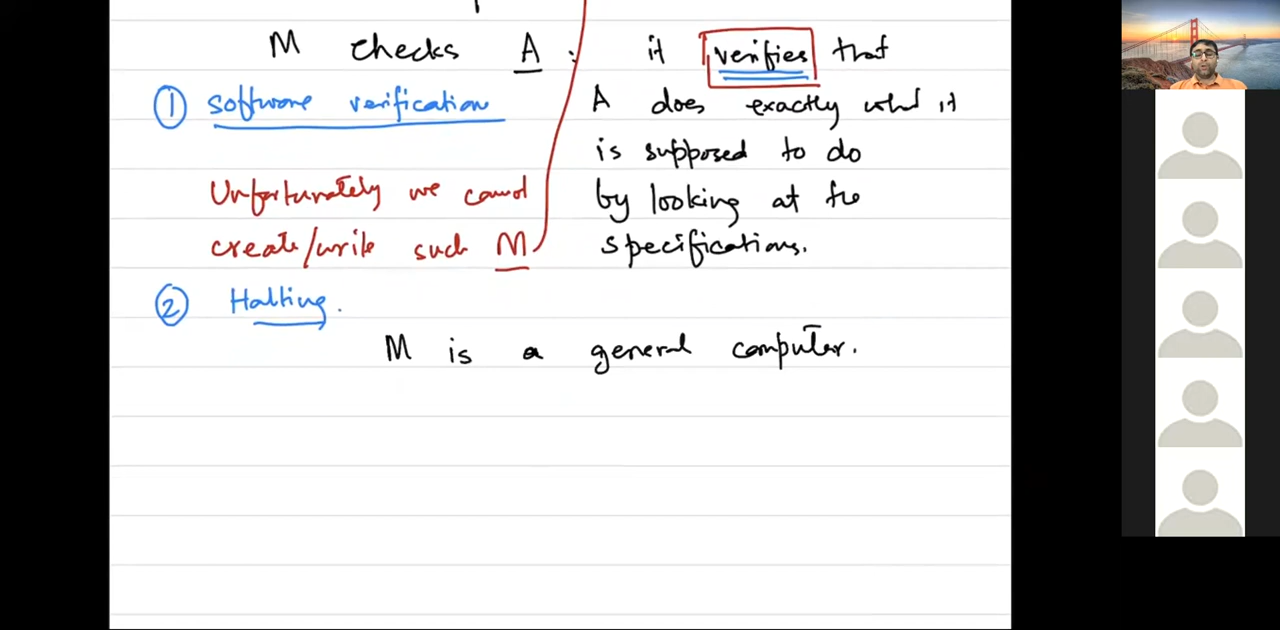 M checks A : it verifies that
① software verification
A does exactly what it
is supposed to do
by looking at the
specifications.
Unfortunately we cannot
create/write such M
② Halting.
M is a general computer.